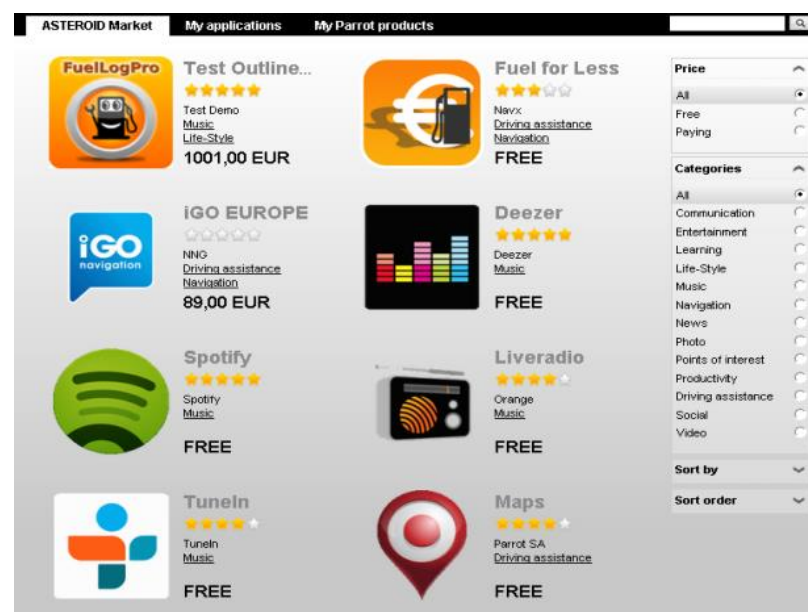 ASTEROID Market My applications My Parrot products
FuelLogPro
Test Outline...
Test Demo
Music
Life-Style
1001,00 EUR
Fuel for Less
Navx
Driving assistance
Navigation
FREE
iGO
navigation
iGO EUROPE
NNG
Driving assistance
Navigation
89,00 EUR
Deezer
Deezer
Music
FREE
Spotify
Spotify
Music
FREE
Liveradio
Orange
Music
FREE
TuneIn
TuneIn
Music
FREE
Maps
Parrot SA
Driving assistance
FREE
Price
All
Free
Paying
Categories
All
Communication
Entertainment
Learning
Life-Style
Music
Navigation
News
Photo
Points of interest
Productivity
Driving assistance
Social
Video
Sort by
Sort order